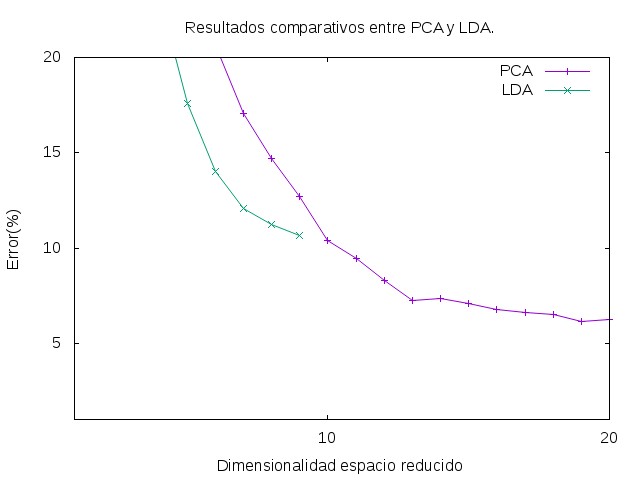 Resultados comparativos entre PCA y LDA.
PCA
LDA
20
15
10
5
Error(%)
10
20
Dimensionalidad espacio reducido